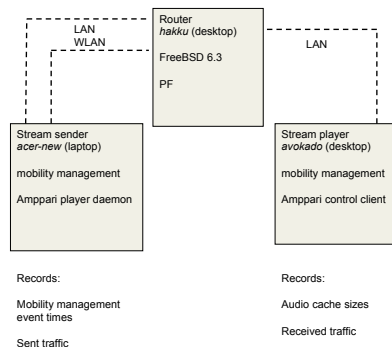 Router
hakku (desktop)
FreeBSD 6.3
PF
LAN
WLAN
LAN
Stream sender
acer-new (laptop)
mobility management
Amppari player daemon
Stream player
avokado (desktop)
mobility management
Amppari control client
Records:
Mobility management
event times
Sent traffic
Records:
Audio cache sizes
Received traffic